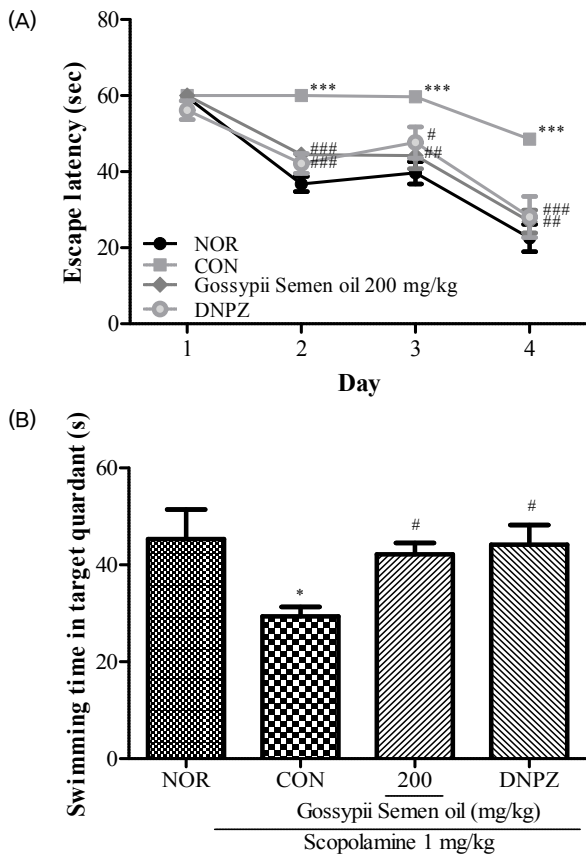 (A)
Escape latency (sec)
80
60
40
20
0
***
***
***
###
###
#
##
###
##
NOR
CON
Gossypii Semen oil 200 mg/kg
DNPZ
1 2 3 4
Day
(B)
Swimming time in target quardant (s)
60
40
20
0
*
#
#
NOR CON 200 DNPZ
Gossypii Semen oil (mg/kg)
Scopolamine 1 mg/kg